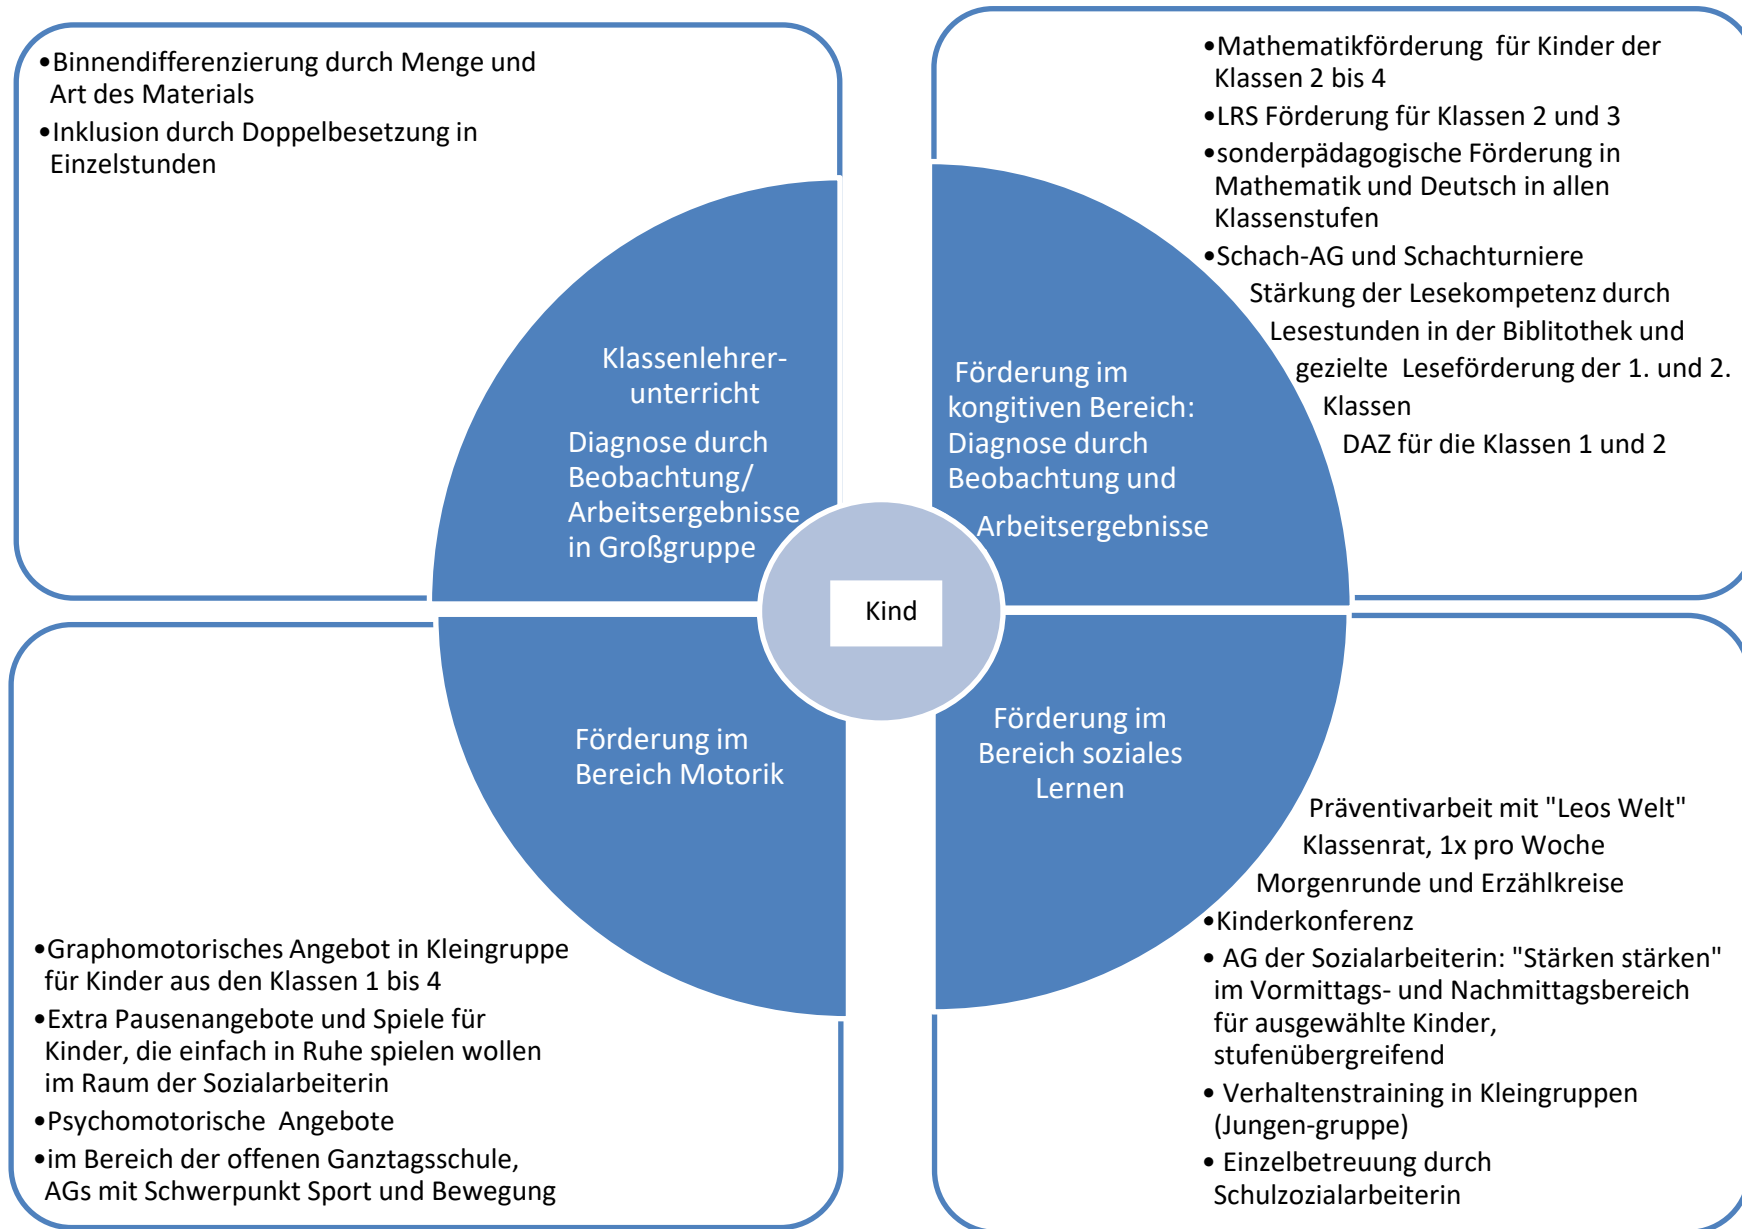 •Binnendifferenzierung durch Menge und
Art des Materials
•Inklusion durch Doppelbesetzung in
Einzelstunden
•Mathematikförderung für Kinder der
Klassen 2 bis 4
•LRS Förderung für Klassen 2 und 3
•sonderpädagogische Förderung in
Mathematik und Deutsch in allen
Klassenstufen
•Schach-AG und Schachturniere
Stärkung der Lesekompetenz durch
Lesestunden in der Biblitothek und
gezielte Leseförderung der 1. und 2.
Klassen
DAZ für die Klassen 1 und 2
Klassenlehrer-
unterricht
Diagnose durch
Beobachtung/
Arbeitsergebnisse
in Großgruppe
Förderung im
kongitiven Bereich:
Diagnose durch
Beobachtung und
Arbeitsergebnisse
Kind
Förderung im
Bereich Motorik
Förderung im
Bereich soziales
Lernen
•Graphomotorisches Angebot in Kleingruppe
für Kinder aus den Klassen 1 bis 4
•Extra Pausenangebote und Spiele für
Kinder, die einfach in Ruhe spielen wollen
im Raum der Sozialarbeiterin
•Psychomotorische Angebote
•im Bereich der offenen Ganztagsschule,
AGs mit Schwerpunkt Sport und Bewegung
Präventivarbeit mit "Leos Welt"
Klassenrat, 1x pro Woche
Morgenrunde und Erzählkreise
•Kinderkonferenz
• AG der Sozialarbeiterin: "Stärken stärken"
im Vormittags- und Nachmittagsbereich
für ausgewählte Kinder,
stufenübergreifend
• Verhaltenstraining in Kleingruppen
(Jungen-gruppe)
• Einzelbetreuung durch
Schulzozialarbeiterin